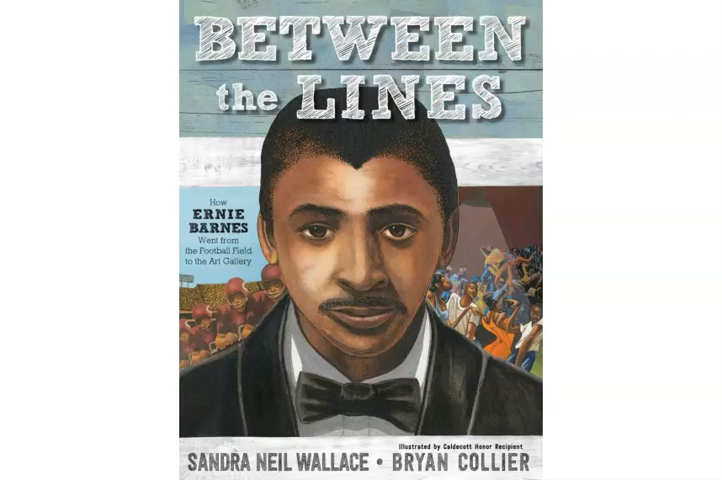 BETWEEN
the LINES
How
ERNIE
BARNES
Went from
the Football Field
to the Art Gallery
Illustrated by Caldecott Honor Recipient
SANDRA NEIL WALLACE • BRYAN COLLIER